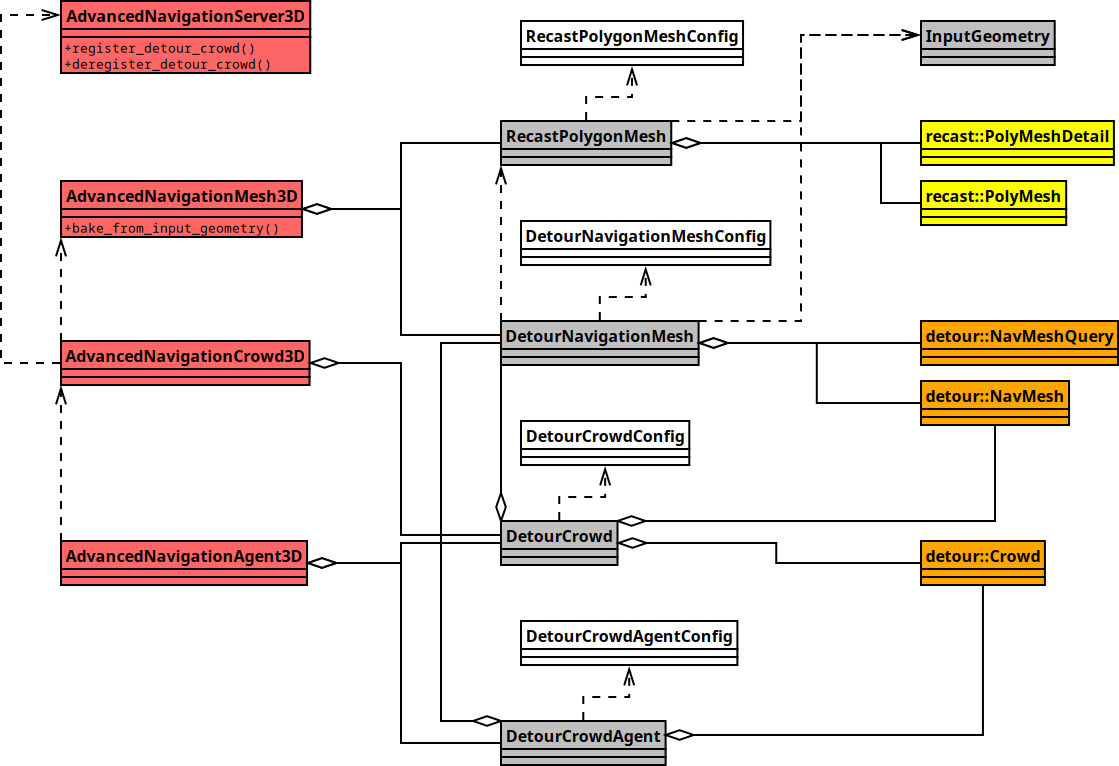 AdvancedNavigationServer3D
+register_detour_crowd()
+deregister_detour_crowd()
RecastPolygonMeshConfig
InputGeometry
RecastPolygonMesh
recast::PolyMeshDetail
AdvancedNavigationMesh3D
+bake_from_input_geometry()
recast::PolyMesh
DetourNavigationMeshConfig
DetourNavigationMesh
detour::NavMeshQuery
AdvancedNavigationCrowd3D
detour::NavMesh
DetourCrowdConfig
DetourCrowd
AdvancedNavigationAgent3D
detour::Crowd
DetourCrowdAgentConfig
DetourCrowdAgent